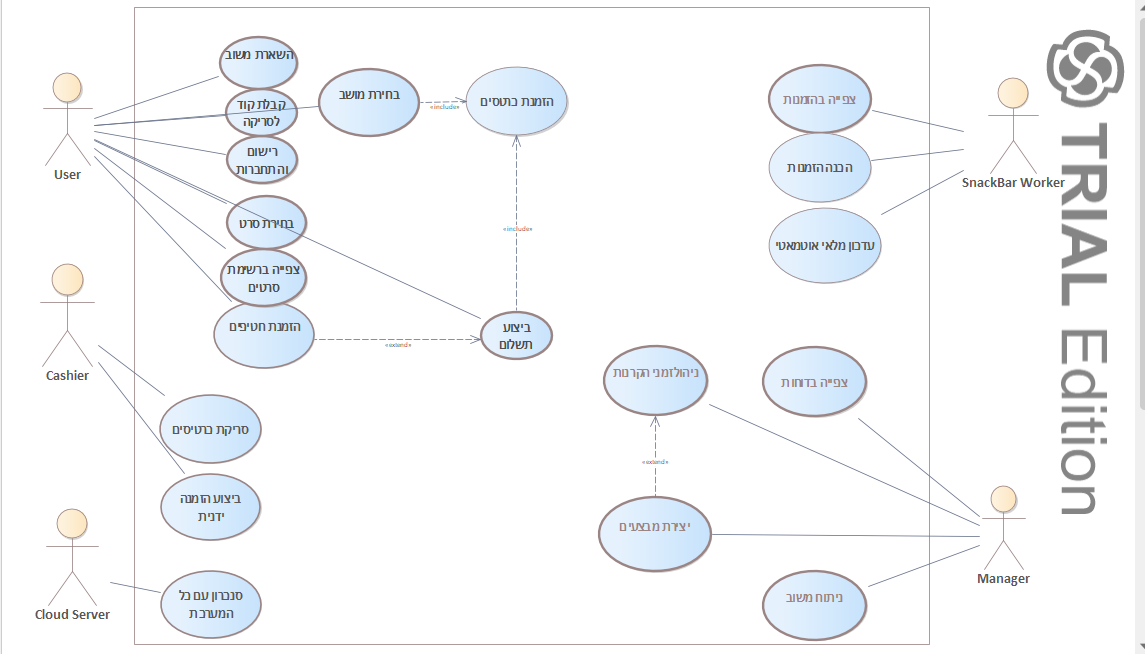 השארת משוב
קבלת קוד
לסריקה
רישום
והתחברות
בחירת סרט
צפייה ברשימת
סרטים
הזמנת חטיפים
בחירת מושב
«include»
הזמנת כרטסים
«include»
«extend»
ביצוע
תשלום
User
Cashier
סריקת כרטיסים
ביצוע הזמנה
ידנית
Cloud Server
סנכרון עם כל
המערכת
צפייה בהזמנות
הכנה הזמנות
עדכון מלאי אוטמאטי
SnackBar Worker
ניהול זמני הקרנות
צפייה בדוחות
«extend»
יצירת מבצעים
ניתוח משוב
Manager
TRIAL Edition